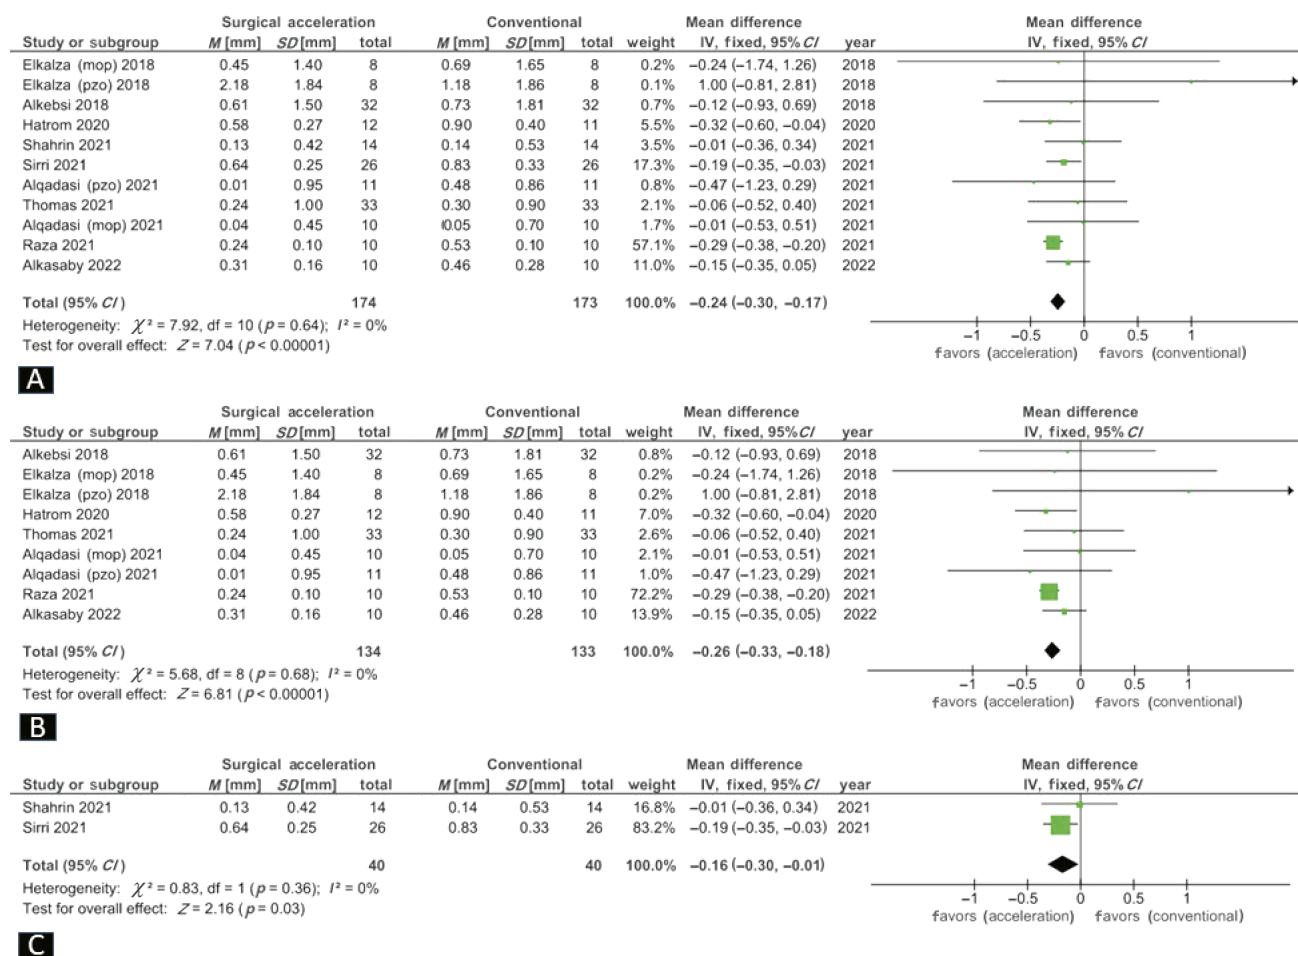 Surgical acceleration Conventional Mean difference Mean difference
Study or subgroup M [mm] SD [mm] total M [mm] SD [mm] total weight IV, fixed, 95% CI year IV, fixed, 95% CI
Elkalza (mop) 2018 0.45 1.40 8 0.69 1.65 8 0.2% −0.24 (−1.74, 1.26) 2018
Elkalza (pzo) 2018 2.18 1.84 8 1.18 1.86 8 0.1% 1.00 (−0.81, 2.81) 2018
Alkebsi 2018 0.61 1.50 32 0.73 1.81 32 0.7% −0.12 (−0.93, 0.69) 2018
Hatrom 2020 0.58 0.27 12 0.90 0.40 11 5.5% −0.32 (−0.60, −0.04) 2020
Shahrin 2021 0.13 0.42 14 0.14 0.53 14 3.5% −0.01 (−0.36, 0.34) 2021
Sirri 2021 0.64 0.25 26 0.83 0.33 26 17.3% −0.19 (−0.35, −0.03) 2021
Alqadasi (pzo) 2021 0.01 0.95 11 0.48 0.86 11 0.8% −0.47 (−1.23, 0.29) 2021
Thomas 2021 0.24 1.00 33 0.30 0.90 33 2.1% −0.06 (−0.52, 0.40) 2021
Alqadasi (mop) 2021 0.04 0.45 10 0.05 0.70 10 1.7% −0.01 (−0.53, 0.51) 2021
Raza 2021 0.24 0.10 10 0.53 0.10 10 57.1% −0.29 (−0.38, −0.20) 2021
Alkasaby 2022 0.31 0.16 10 0.46 0.28 10 11.0% −0.15 (−0.35, 0.05) 2022
Total (95% CI) 174 173 100.0% −0.24 (−0.30, −0.17)
Heterogeneity: χ² = 7.92, df = 10 (p = 0.64); I² = 0%
Test for overall effect: Z = 7.04 (p < 0.00001)
−1 −0.5 0 0.5 1
favors (acceleration) favors (conventional)
A
Surgical acceleration Conventional Mean difference Mean difference
Study or subgroup M [mm] SD [mm] total M [mm] SD [mm] total weight IV, fixed, 95% CI year IV, fixed, 95% CI
Alkebsi 2018 0.61 1.50 32 0.73 1.81 32 0.8% −0.12 (−0.93, 0.69) 2018
Elkalza (mop) 2018 0.45 1.40 8 0.69 1.65 8 0.2% −0.24 (−1.74, 1.26) 2018
Elkalza (pzo) 2018 2.18 1.84 8 1.18 1.86 8 0.2% 1.00 (−0.81, 2.81) 2018
Hatrom 2020 0.58 0.27 12 0.90 0.40 11 7.0% −0.32 (−0.60, −0.04) 2020
Thomas 2021 0.24 1.00 33 0.30 0.90 33 2.6% −0.06 (−0.52, 0.40) 2021
Alqadasi (mop) 2021 0.04 0.45 10 0.05 0.70 10 2.1% −0.01 (−0.53, 0.51) 2021
Alqadasi (pzo) 2021 0.01 0.95 11 0.48 0.86 11 1.0% −0.47 (−1.23, 0.29) 2021
Raza 2021 0.24 0.10 10 0.53 0.10 10 72.2% −0.29 (−0.38, −0.20) 2021
Alkasaby 2022 0.31 0.16 10 0.46 0.28 10 13.9% −0.15 (−0.35, 0.05) 2022
Total (95% CI) 134 133 100.0% −0.26 (−0.33, −0.18)
Heterogeneity: χ² = 5.68, df = 8 (p = 0.68); I² = 0%
Test for overall effect: Z = 6.81 (p < 0.00001)
−1 −0.5 0 0.5 1
favors (acceleration) favors (conventional)
B
Surgical acceleration Conventional Mean difference Mean difference
Study or subgroup M [mm] SD [mm] total M [mm] SD [mm] total weight IV, fixed, 95% CI year IV, fixed, 95% CI
Shahrin 2021 0.13 0.42 14 0.14 0.53 14 16.8% −0.01 (−0.36, 0.34) 2021
Sirri 2021 0.64 0.25 26 0.83 0.33 26 83.2% −0.19 (−0.35, −0.03) 2021
Total (95% CI) 40 40 100.0% −0.16 (−0.30, −0.01)
Heterogeneity: χ² = 0.83, df = 1 (p = 0.36); I² = 0%
Test for overall effect: Z = 2.16 (p = 0.03)
−1 −0.5 0 0.5 1
favors (acceleration) favors (conventional)
C